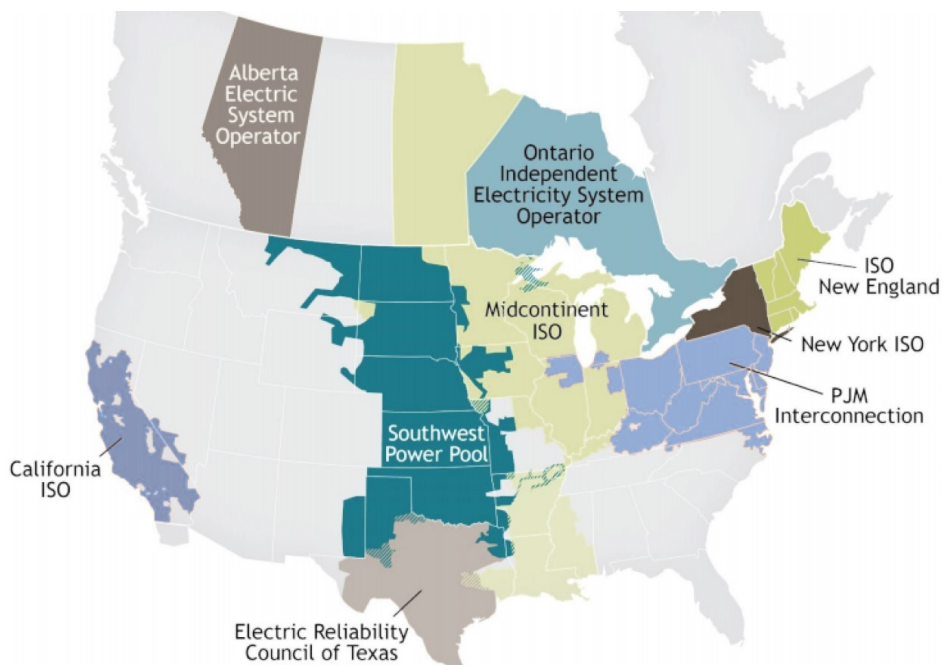 Alberta
Electric
System
Operator
Ontario
Independent
Electricity System
Operator
ISO
New England
Midcontinent
ISO
New York ISO
PJM
Interconnection
Southwest
Power Pool
California
ISO
Electric Reliability
Council of Texas